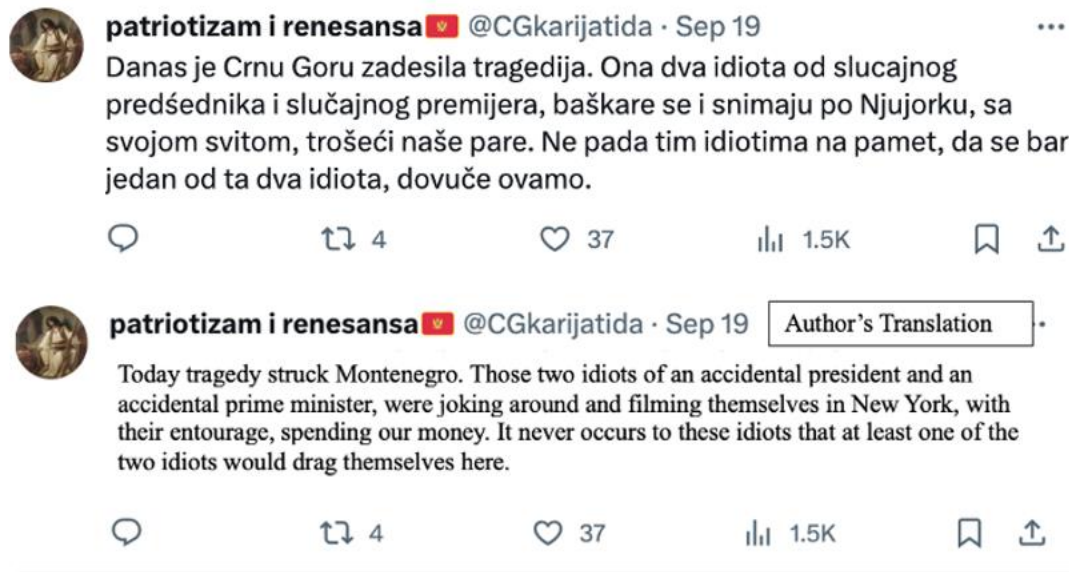 patriotizam i renesansa🇲🇪 @CGkarijatida · Sep 19
Danas je Crnu Goru zadesila tragedija. Ona dva idiota od slucajnog
predśednika i slučajnog premijera, baškare se i snimaju po Njujorku, sa
svojom svitom, trošeći naše pare. Ne pada tim idiotima na pamet, da se bar
jedan od ta dva idiota, dovuče ovamo.
4 37 1.5K
patriotizam i renesansa🇲🇪 @CGkarijatida · Sep 19 Author's Translation
Today tragedy struck Montenegro. Those two idiots of an accidental president and an
accidental prime minister, were joking around and filming themselves in New York, with
their entourage, spending our money. It never occurs to these idiots that at least one of the
two idiots would drag themselves here.
4 37 1.5K